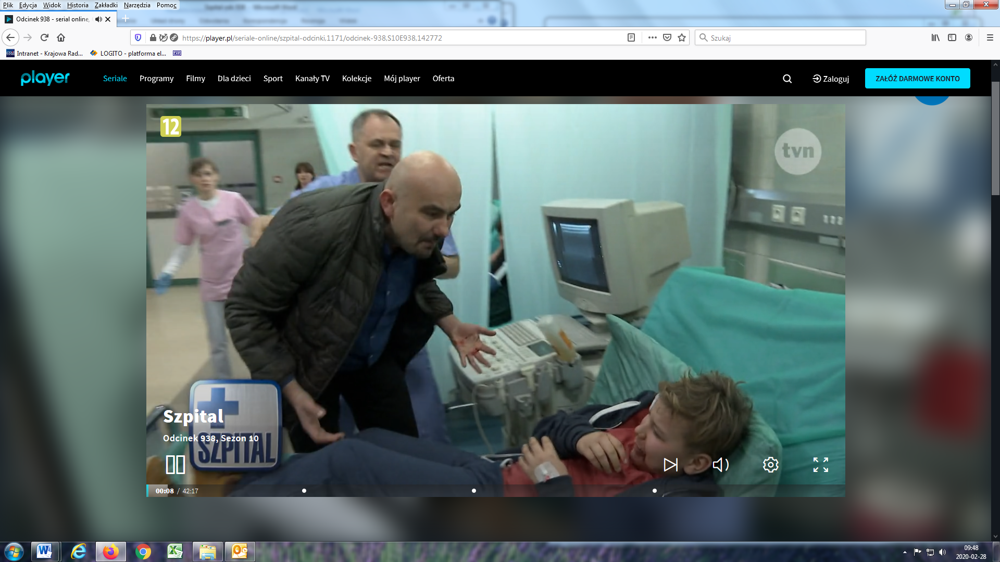 Plik Edycja Widok Historia Zakładki Narzędzia Pomoc
Odcinek 938 - serial online,
https://player.pl/seriale-online/szpital-odcinki,1171/odcinek-938,S10E938,142772
Szukaj
Intranet - Krajowa Rad... LOGITO - platforma el...
player Seriale Programy Filmy Dla dzieci Sport Kanały TV Kolekcje Mój player Oferta Zaloguj ZAŁÓŻ DARMOWE KONTO
12
tvn
Szpital
Odcinek 938, Sezon 10
SZPITAL
00:08 / 42:17
09:48
2020-02-28